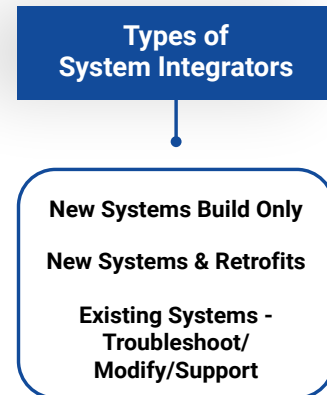 Types of
System Integrators
New Systems Build Only
New Systems & Retrofits
Existing Systems -
Troubleshoot/
Modify/Support